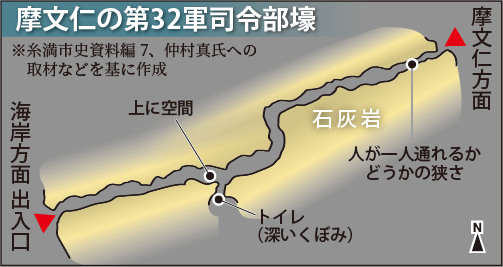 摩文仁の第32軍司令部壕
※糸満市史資料編 7、仲村真氏への
取材などを基に作成
摩文仁方面
上に空間
石灰岩
海岸方面 出入口
人が一人通れるか
どうかの狭さ
トイレ
(深いくぼみ)
N